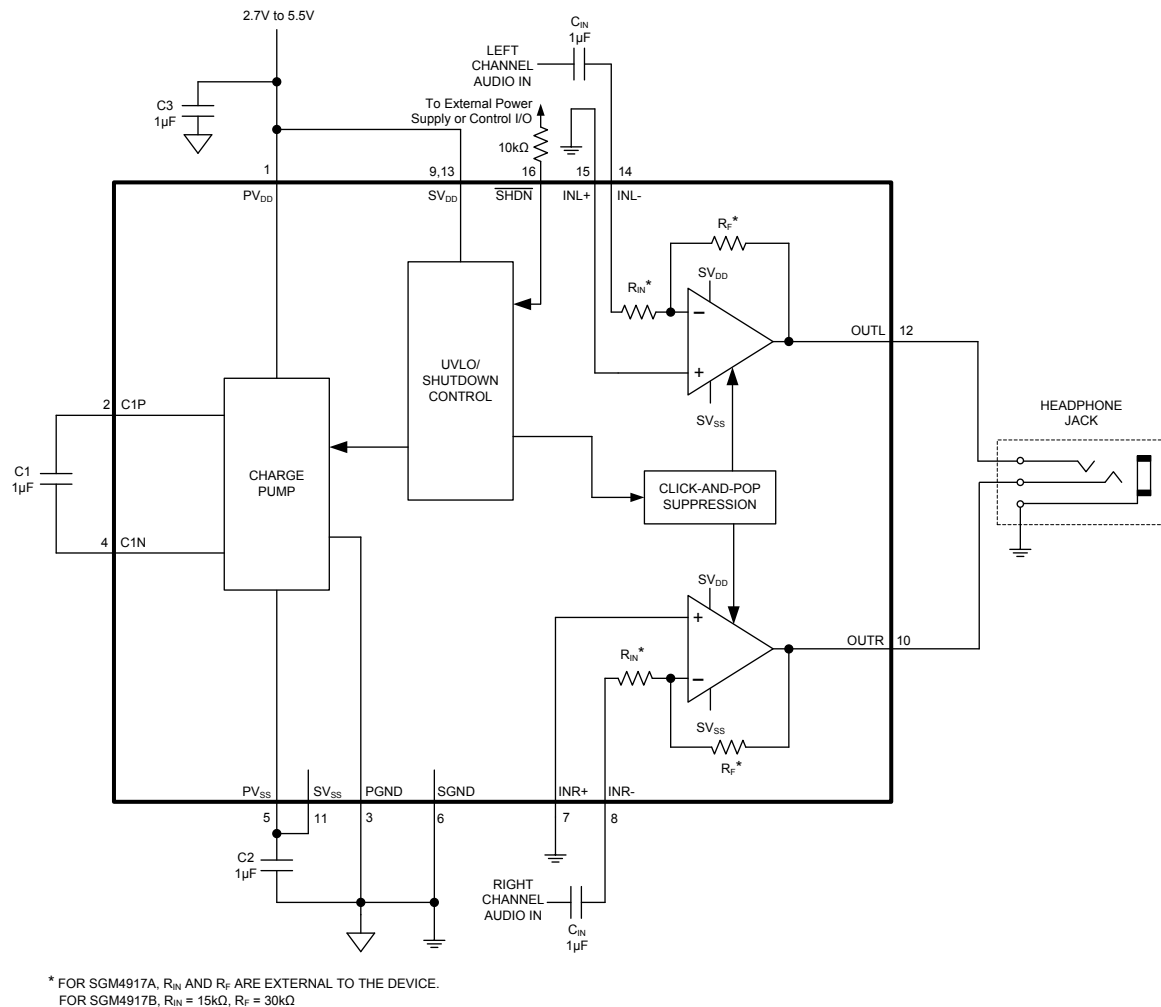 2.7V to 5.5V
C3
1µF
LEFT
CHANNEL
AUDIO IN
CIN
1µF
To External Power
Supply or Control I/O
10kΩ
1
9,13
16
15
14
PVDD
SVDD
SHDN
INL+
INL-
RF*
RIN*
SVDD
−
+
SVSS
OUTL
12
UVLO/
SHUTDOWN
CONTROL
CHARGE
PUMP
CLICK-AND-POP
SUPPRESSION
2
C1P
C1
1µF
4
C1N
HEADPHONE
JACK
SVDD
+
−
SVSS
RIN*
RF*
OUTR
10
PVSS
SVSS
PGND
SGND
INR+
INR-
5
11
3
6
7
8
C2
1µF
RIGHT
CHANNEL
AUDIO IN
CIN
1µF
* FOR SGM4917A, RIN AND RF ARE EXTERNAL TO THE DEVICE.
FOR SGM4917B, RIN = 15kΩ, RF = 30kΩ